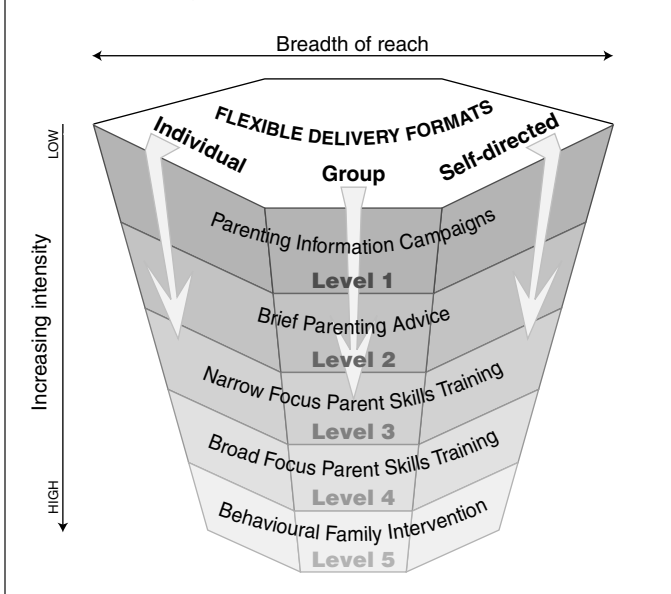 Breadth of reach
FLEXIBLE DELIVERY FORMATS
Individual
Group
Self-directed
LOW
Increasing intensity
HIGH
Parenting Information Campaigns
Level 1
Brief Parenting Advice
Level 2
Narrow Focus Parent Skills Training
Level 3
Broad Focus Parent Skills Training
Level 4
Behavioural Family Intervention
Level 5